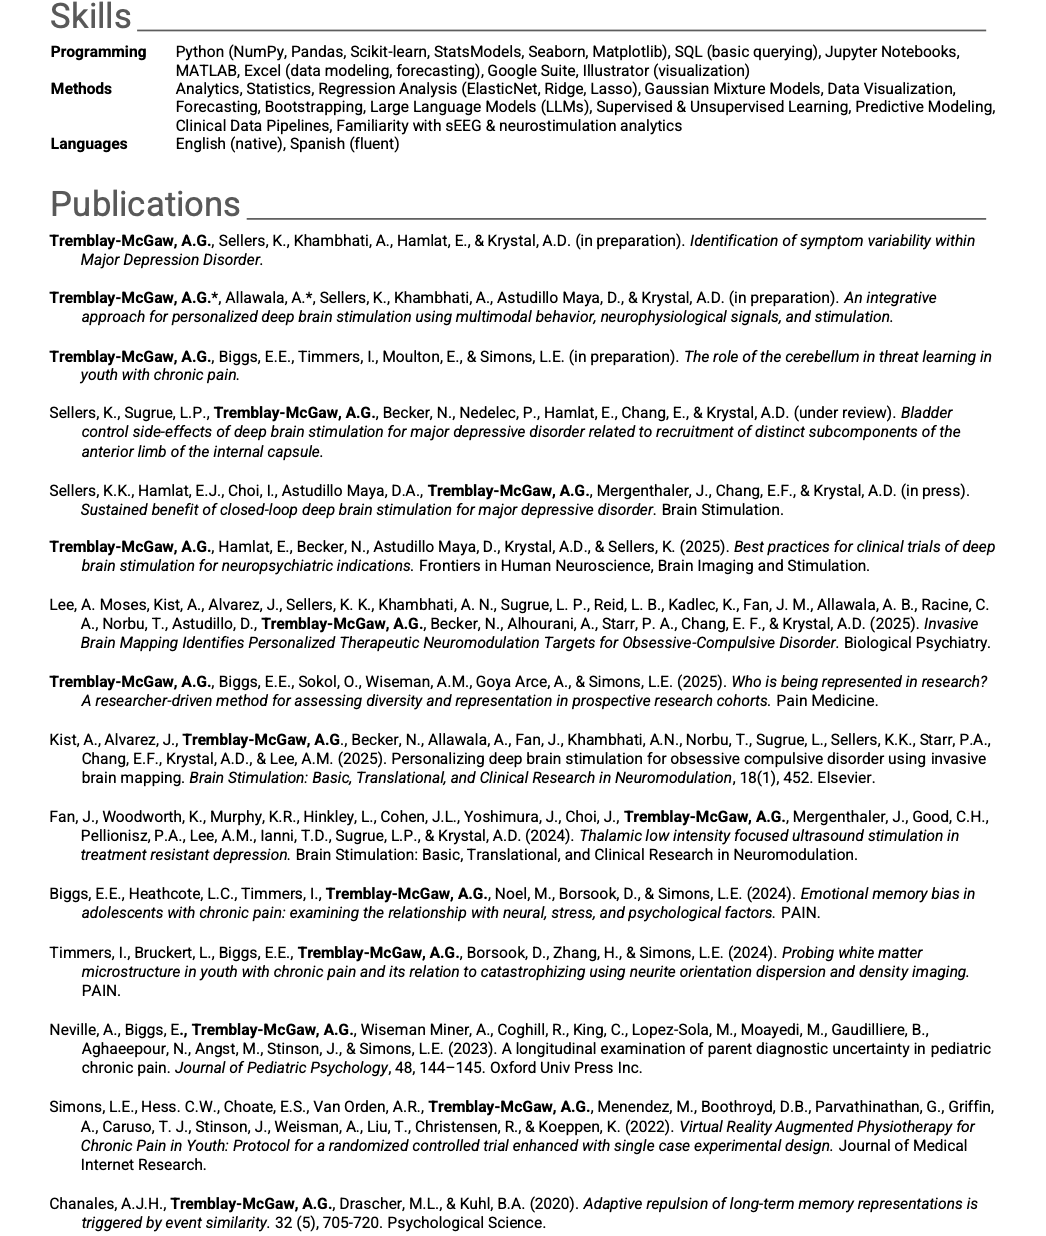 Skills
Programming Python (NumPy, Pandas, Scikit-learn, StatsModels, Seaborn, Matplotlib), SQL (basic querying), Jupyter Notebooks,
MATLAB, Excel (data modeling, forecasting), Google Suite, Illustrator (visualization)
Methods Analytics, Statistics, Regression Analysis (ElasticNet, Ridge, Lasso), Gaussian Mixture Models, Data Visualization,
Forecasting, Bootstrapping, Large Language Models (LLMs), Supervised & Unsupervised Learning, Predictive Modeling,
Clinical Data Pipelines, Familiarity with sEEG & neurostimulation analytics
Languages English (native), Spanish (fluent)
Publications
Tremblay-McGaw, A.G., Sellers, K., Khambhati, A., Hamlat, E., & Krystal, A.D. (in preparation). Identification of symptom variability within
Major Depression Disorder.
Tremblay-McGaw, A.G.*, Allawala, A.*, Sellers, K., Khambhati, A., Astudillo Maya, D., & Krystal, A.D. (in preparation). An integrative
approach for personalized deep brain stimulation using multimodal behavior, neurophysiological signals, and stimulation.
Tremblay-McGaw, A.G., Biggs, E.E., Timmers, I., Moulton, E., & Simons, L.E. (in preparation). The role of the cerebellum in threat learning in
youth with chronic pain.
Sellers, K., Sugrue, L.P., Tremblay-McGaw, A.G., Becker, N., Nedelec, P., Hamlat, E., Chang, E., & Krystal, A.D. (under review). Bladder
control side-effects of deep brain stimulation for major depressive disorder related to recruitment of distinct subcomponents of the
anterior limb of the internal capsule.
Sellers, K.K., Hamlat, E.J., Choi, I., Astudillo Maya, D.A., Tremblay-McGaw, A.G., Mergenthaler, J., Chang, E.F., & Krystal, A.D. (in press).
Sustained benefit of closed-loop deep brain stimulation for major depressive disorder. Brain Stimulation.
Tremblay-McGaw, A.G., Hamlat, E., Becker, N., Astudillo Maya, D., Krystal, A.D., & Sellers, K. (2025). Best practices for clinical trials of deep
brain stimulation for neuropsychiatric indications. Frontiers in Human Neuroscience, Brain Imaging and Stimulation.
Lee, A. Moses, Kist, A., Alvarez, J., Sellers, K. K., Khambhati, A. N., Sugrue, L. P., Reid, L. B., Kadlec, K., Fan, J. M., Allawala, A. B., Racine, C.
A., Norbu, T., Astudillo, D., Tremblay-McGaw, A.G., Becker, N., Alhourani, A., Starr, P. A., Chang, E. F., & Krystal, A.D. (2025). Invasive
Brain Mapping Identifies Personalized Therapeutic Neuromodulation Targets for Obsessive-Compulsive Disorder. Biological Psychiatry.
Tremblay-McGaw, A.G., Biggs, E.E., Sokol, O., Wiseman, A.M., Goya Arce, A., & Simons, L.E. (2025). Who is being represented in research?
A researcher-driven method for assessing diversity and representation in prospective research cohorts. Pain Medicine.
Kist, A., Alvarez, J., Tremblay-McGaw, A.G., Becker, N., Allawala, A., Fan, J., Khambhati, A.N., Norbu, T., Sugrue, L., Sellers, K.K., Starr, P.A.,
Chang, E.F., Krystal, A.D., & Lee, A.M. (2025). Personalizing deep brain stimulation for obsessive compulsive disorder using invasive
brain mapping. Brain Stimulation: Basic, Translational, and Clinical Research in Neuromodulation, 18(1), 452. Elsevier.
Fan, J., Woodworth, K., Murphy, K.R., Hinkley, L., Cohen, J.L., Yoshimura, J., Choi, J., Tremblay-McGaw, A.G., Mergenthaler, J., Good, C.H.,
Pellionisz, P.A., Lee, A.M., Ianni, T.D., Sugrue, L.P., & Krystal, A.D. (2024). Thalamic low intensity focused ultrasound stimulation in
treatment resistant depression. Brain Stimulation: Basic, Translational, and Clinical Research in Neuromodulation.
Biggs, E.E., Heathcote, L.C., Timmers, I., Tremblay-McGaw, A.G., Noel, M., Borsook, D., & Simons, L.E. (2024). Emotional memory bias in
adolescents with chronic pain: examining the relationship with neural, stress, and psychological factors. PAIN.
Timmers, I., Bruckert, L., Biggs, E.E., Tremblay-McGaw, A.G., Borsook, D., Zhang, H., & Simons, L.E. (2024). Probing white matter
microstructure in youth with chronic pain and its relation to catastrophizing using neurite orientation dispersion and density imaging.
PAIN.
Neville, A., Biggs, E., Tremblay-McGaw, A.G., Wiseman Miner, A., Coghill, R., King, C., Lopez-Sola, M., Moayedi, M., Gaudilliere, B.,
Aghaeepour, N., Angst, M., Stinson, J., & Simons, L.E. (2023). A longitudinal examination of parent diagnostic uncertainty in pediatric
chronic pain. Journal of Pediatric Psychology, 48, 144–145. Oxford Univ Press Inc.
Simons, L.E., Hess. C.W., Choate, E.S., Van Orden, A.R., Tremblay-McGaw, A.G., Menendez, M., Boothroyd, D.B., Parvathinathan, G., Griffin,
A., Caruso, T. J., Stinson, J., Weisman, A., Liu, T., Christensen, R., & Koeppen, K. (2022). Virtual Reality Augmented Physiotherapy for
Chronic Pain in Youth: Protocol for a randomized controlled trial enhanced with single case experimental design. Journal of Medical
Internet Research.
Chanales, A.J.H., Tremblay-McGaw, A.G., Drascher, M.L., & Kuhl, B.A. (2020). Adaptive repulsion of long-term memory representations is
triggered by event similarity. 32 (5), 705-720. Psychological Science.